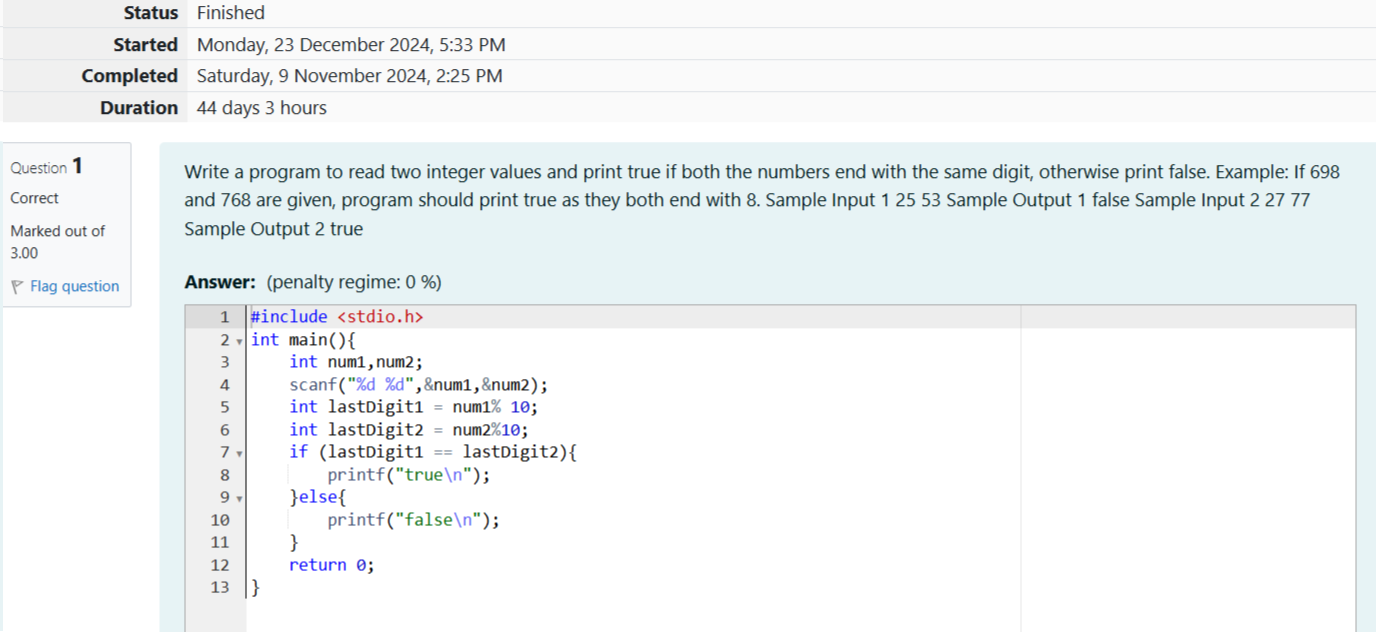 Status Finished
Started Monday, 23 December 2024, 5:33 PM
Completed Saturday, 9 November 2024, 2:25 PM
Duration 44 days 3 hours
Question 1
Correct
Marked out of
3.00
Flag question
Write a program to read two integer values and print true if both the numbers end with the same digit, otherwise print false. Example: If 698
and 768 are given, program should print true as they both end with 8. Sample Input 1 25 53 Sample Output 1 false Sample Input 2 27 77
Sample Output 2 true
Answer: (penalty regime: 0 %)
1 #include <stdio.h>
2 int main(){
3     int num1,num2;
4     scanf("%d %d",&num1,&num2);
5     int lastDigit1 = num1% 10;
6     int lastDigit2 = num2%10;
7     if (lastDigit1 == lastDigit2){
8         printf("true\n");
9     }else{
10         printf("false\n");
11     }
12     return 0;
13 }